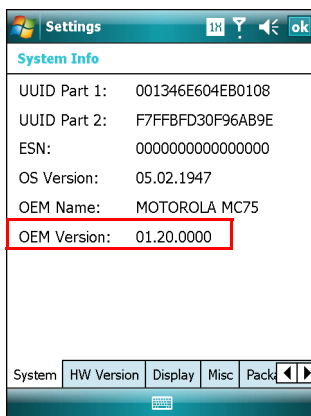 Settings 1X ok
System Info
UUID Part 1: 001346E604EB0108
UUID Part 2: F7FFBFD30F96AB9E
ESN: 0000000000000000
OS Version: 05.02.1947
OEM Name: MOTOROLA MC75
OEM Version: 01.20.0000
System HW Version Display Misc Packa